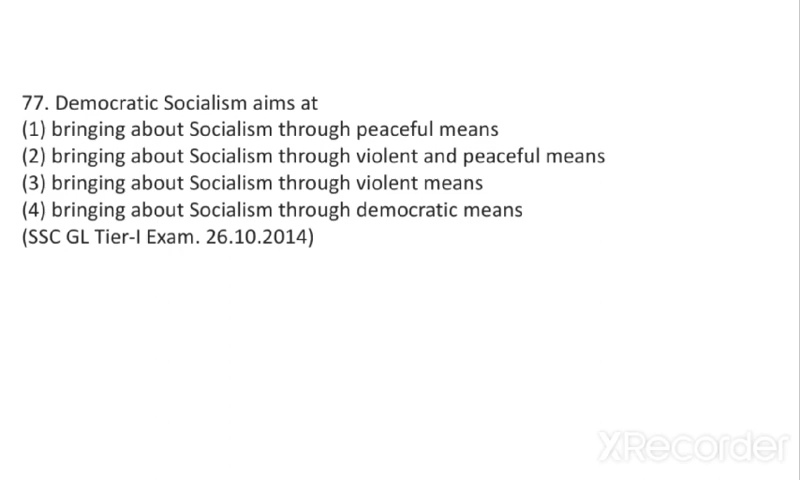 77. Democratic Socialism aims at
(1) bringing about Socialism through peaceful means
(2) bringing about Socialism through violent and peaceful means
(3) bringing about Socialism through violent means
(4) bringing about Socialism through democratic means
(SSC GL Tier-I Exam. 26.10.2014)
XRecorder